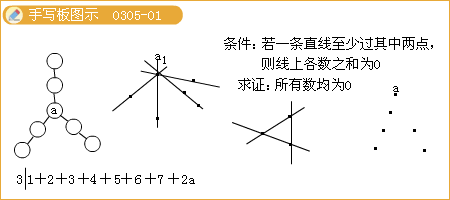 手写板图示 0305-01
条件：若一条直线至少过其中两点，
则线上各数之和为0
求证：所有数均为0
a
a1
a
3|1+2+3+4+5+6+7+2a